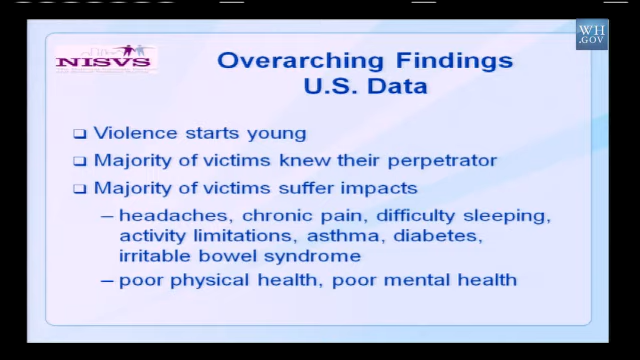 WH
.GOV
NISVS
Overarching Findings
U.S. Data
❑ Violence starts young
❑ Majority of victims knew their perpetrator
❑ Majority of victims suffer impacts
– headaches, chronic pain, difficulty sleeping,
activity limitations, asthma, diabetes,
irritable bowel syndrome
– poor physical health, poor mental health